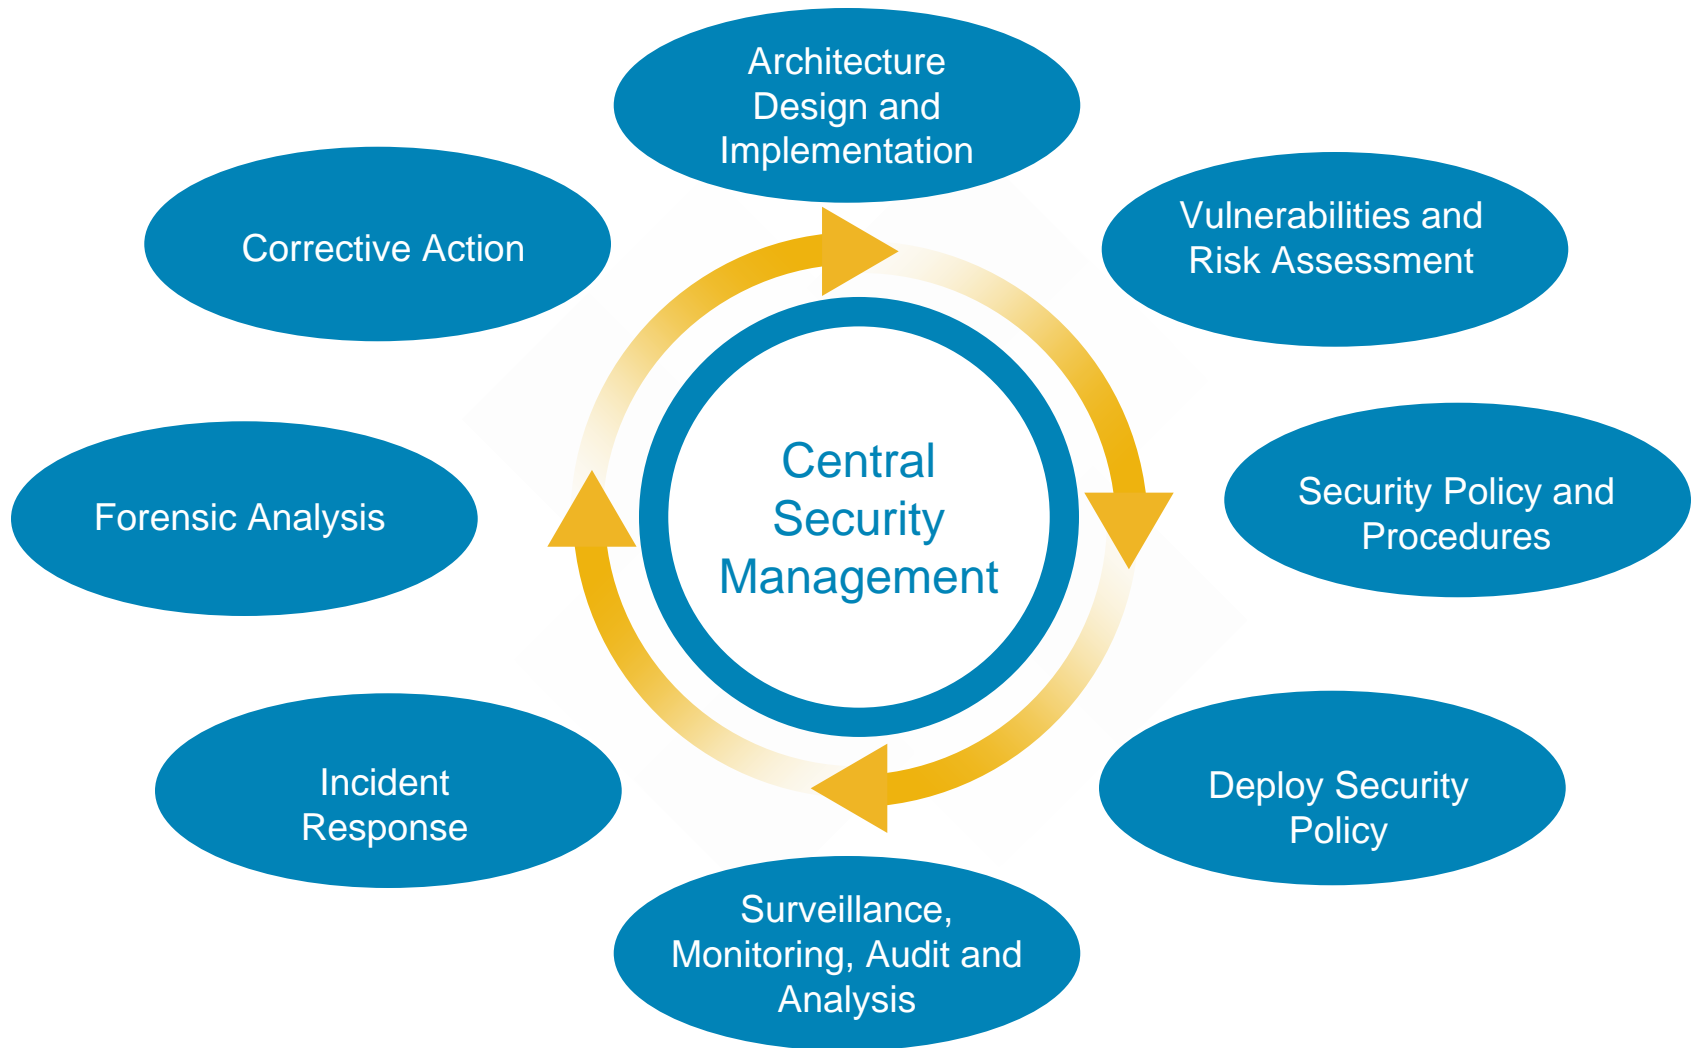 Architecture
Design and
Implementation
Vulnerabilities and
Risk Assessment
Security Policy and
Procedures
Deploy Security
Policy
Surveillance,
Monitoring, Audit and
Analysis
Incident
Response
Forensic Analysis
Corrective Action
Central
Security
Management